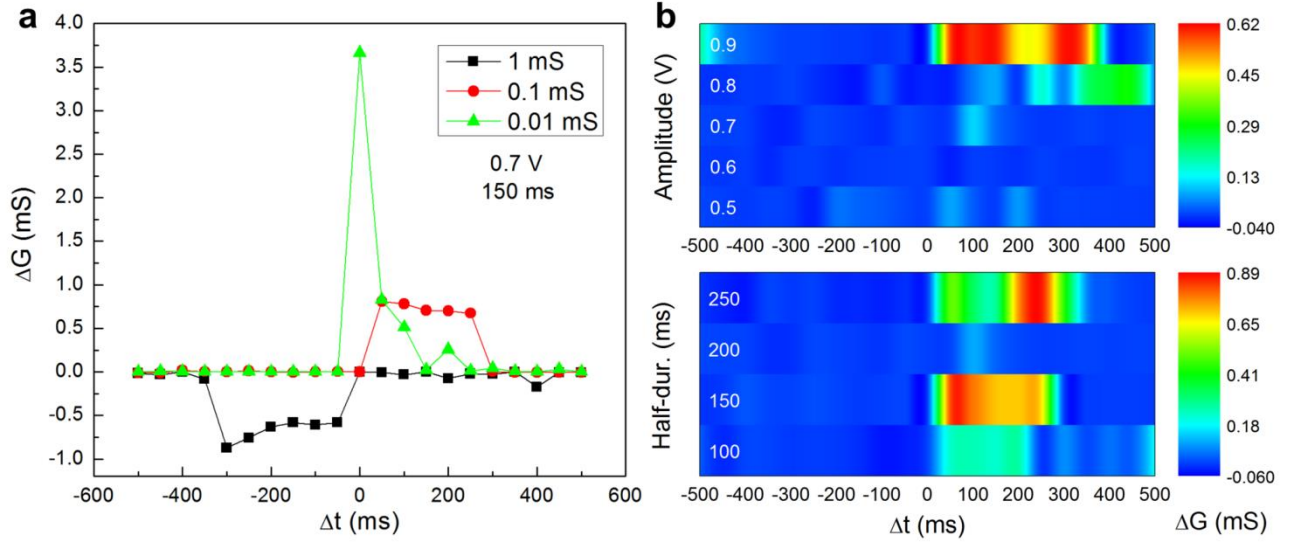 a
4.0
3.5
3.0
2.5
2.0
1.5
1.0
0.5
0.0
-0.5
-1.0
ΔG (mS)
-600 -400 -200 0 200 400 600
Δt (ms)
1 mS
0.1 mS
0.01 mS
0.7 V
150 ms
b
Amplitude (V)
0.9
0.8
0.7
0.6
0.5
-500 -400 -300 -200 -100 0 100 200 300 400 500
0.62
0.45
0.29
0.13
-0.040
Half-dur. (ms)
250
200
150
100
-500 -400 -300 -200 -100 0 100 200 300 400 500
Δt (ms)
0.89
0.65
0.41
0.18
-0.060
ΔG (mS)